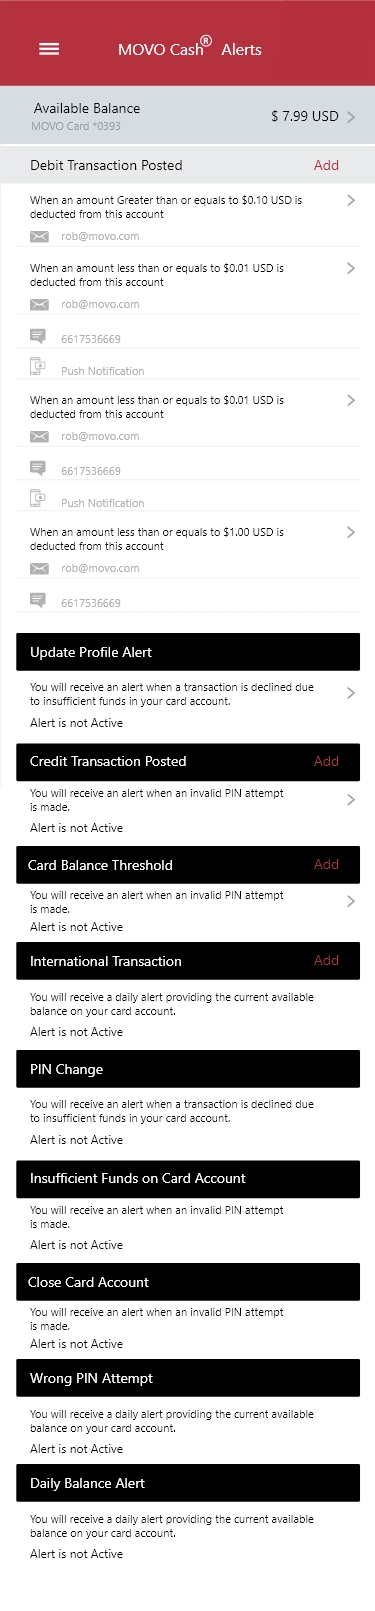 MOVO Cash® Alerts
Available Balance
MOVO Card *0393
$ 7.99 USD
Debit Transaction Posted
Add
When an amount Greater than or equals to $0.10 USD is
deducted from this account
rob@movo.com
When an amount less than or equals to $0.01 USD is
deducted from this account
rob@movo.com
6617536669
Push Notification
When an amount less than or equals to $0.01 USD is
deducted from this account
rob@movo.com
6617536669
Push Notification
When an amount less than or equals to $1.00 USD is
deducted from this account
rob@movo.com
6617536669
Update Profile Alert
You will receive an alert when a transaction is declined due
to insufficient funds in your card account.
Alert is not Active
Credit Transaction Posted
Add
You will receive an alert when an invalid PIN attempt
is made.
Alert is not Active
Card Balance Threshold
Add
You will receive an alert when an invalid PIN attempt
is made.
Alert is not Active
International Transaction
Add
You will receive a daily alert providing the current available
balance on your card account.
Alert is not Active
PIN Change
You will receive an alert when a transaction is declined due
to insufficient funds in your card account.
Alert is not Active
Insufficient Funds on Card Account
You will receive an alert when an invalid PIN attempt
is made.
Alert is not Active
Close Card Account
You will receive an alert when an invalid PIN attempt
is made.
Alert is not Active
Wrong PIN Attempt
You will receive a daily alert providing the current available
balance on your card account.
Alert is not Active
Daily Balance Alert
You will receive a daily alert providing the current available
balance on your card account.
Alert is not Active